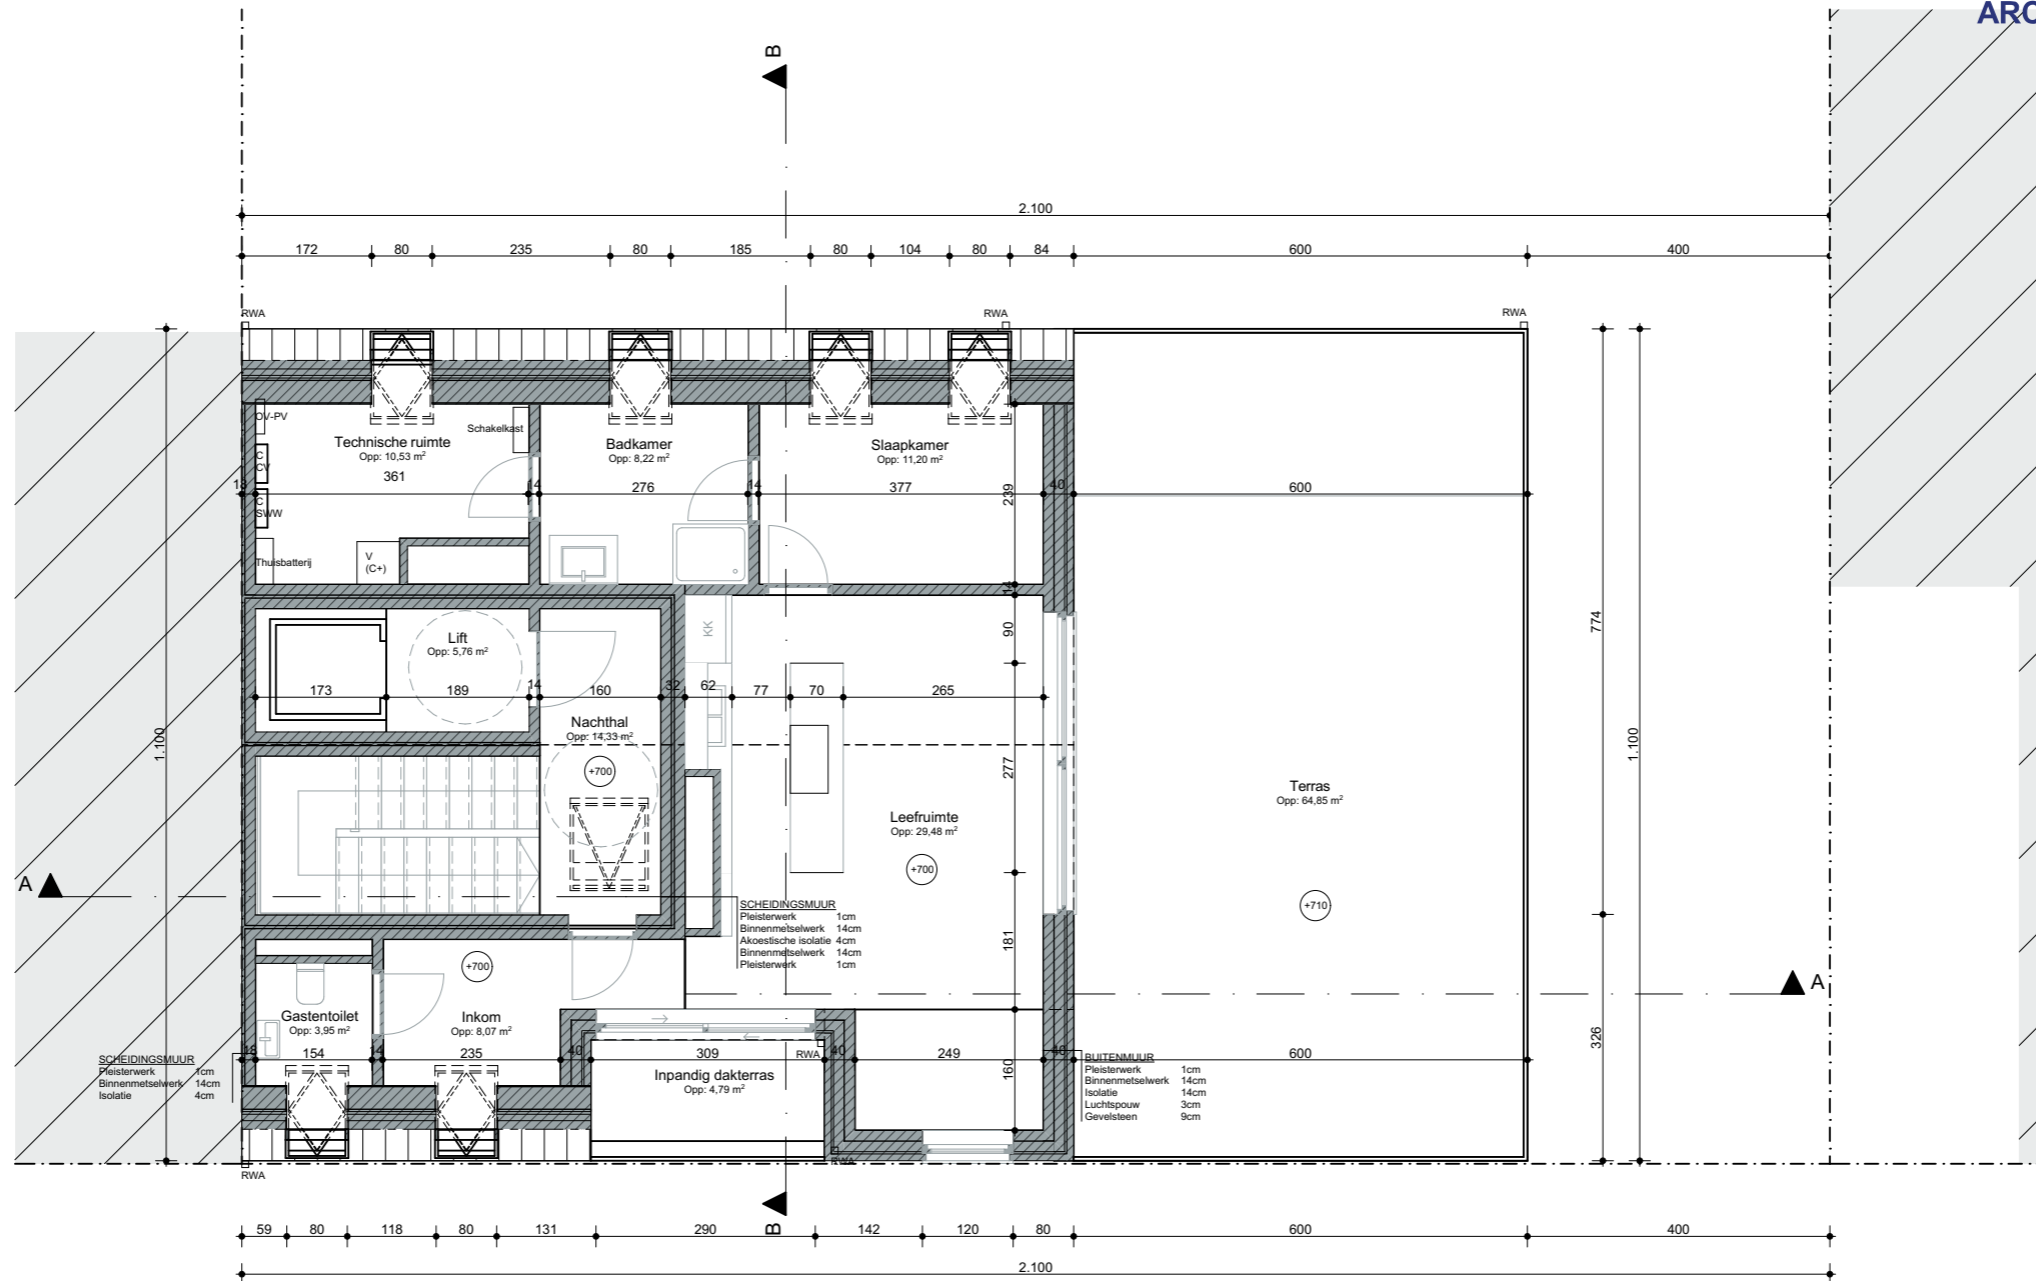 ARC
B
2.100
172 80 235 80 185 80 104 80 84 600 400
RWA RWA RWA
OV-PV
Technische ruimte
Opp: 10,53 m²
361
Schakelkast
Badkamer
Opp: 8,22 m²
Slaapkamer
Opp: 11,20 m²
C
CV
C
SWW
14 276 14 377 239 40 600
Thuisbatterij
V
(C+)
14
KK
90
774
Lift
Opp: 5,76 m²
173 189 14 160 32 62 77 70 265
Nachthal
Opp: 14,33 m²
+700
1.100
277
1.100
Terras
Opp: 64,85 m²
Leefruimte
Opp: 29,48 m²
+700
A
+710
SCHEIDINGSMUUR
Pleisterwerk 1cm
Binnenmetselwerk 14cm
Akoestische isolatie 4cm
Binnenmetselwerk 14cm
Pleisterwerk 1cm
181
+700
A
Gastentoilet
Opp: 3,95 m²
Inkom
Opp: 8,07 m²
326
154 14 235 40 309 RWA 40 249 160 40 600
SCHEIDINGSMUUR
Pleisterwerk 1cm
Binnenmetselwerk 14cm
Isolatie 4cm
Inpandig dakterras
Opp: 4,79 m²
BUITENMUUR
Pleisterwerk 1cm
Binnenmetselwerk 14cm
Isolatie 14cm
Luchtspouw 3cm
Gevelsteen 9cm
RWA
RWA
B
59 80 118 80 131 290 142 120 80 600 400
2.100